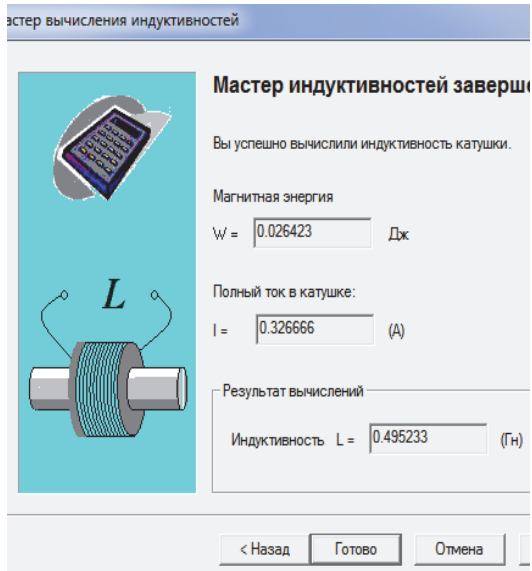 астер вычисления индуктивностей
Мастер индуктивностей заверше
Вы успешно вычислили индуктивность катушки.
Магнитная энергия
W = 0.026423 Дж
L
Полный ток в катушке:
I = 0.326666 (А)
Результат вычислений
Индуктивность L = 0.495233 (Гн)
< Назад Готово Отмена